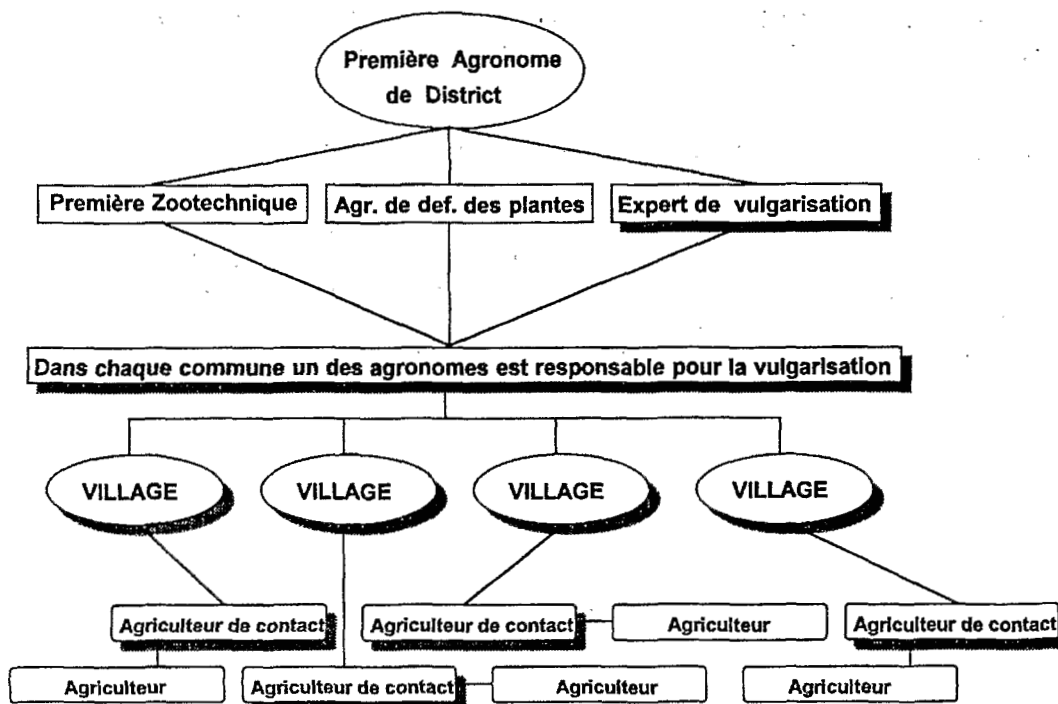 Première Agronome
de District
Première Zootechnique
Agr. de def. des plantes
Expert de vulgarisation
Dans chaque commune un des agronomes est responsable pour la vulgarisation
VILLAGE
VILLAGE
VILLAGE
VILLAGE
Agriculteur de contact
Agriculteur de contact
Agriculteur
Agriculteur de contact
Agriculteur
Agriculteur de contact
Agriculteur
Agriculteur